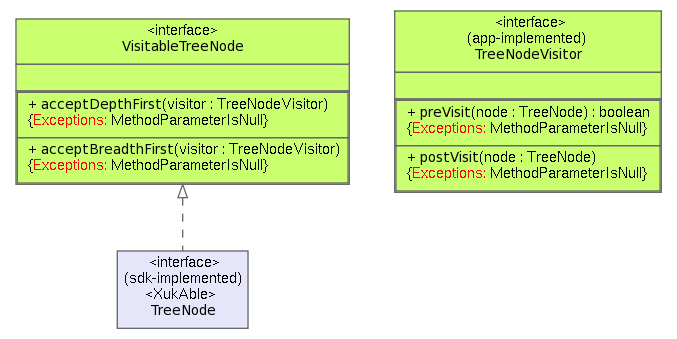 <interface>
VisitableTreeNode
+ acceptDepthFirst(visitor : TreeNodeVisitor)
{Exceptions: MethodParameterIsNull}
+ acceptBreadthFirst(visitor : TreeNodeVisitor)
{Exceptions: MethodParameterIsNull}
<interface>
(app-implemented)
TreeNodeVisitor
+ preVisit(node : TreeNode) : boolean
{Exceptions: MethodParameterIsNull}
+ postVisit(node : TreeNode)
{Exceptions: MethodParameterIsNull}
<interface>
(sdk-implemented)
<XukAble>
TreeNode